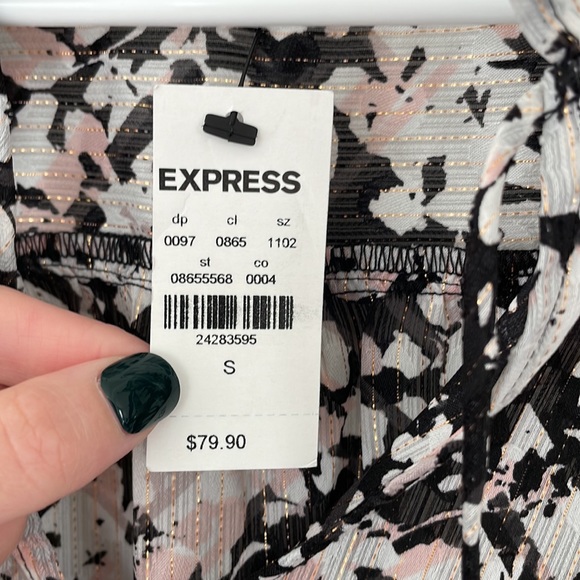 EXPRESS
dp cl sz
0097 0865 1102
st co
08655568 0004
24283595
S
$79.90